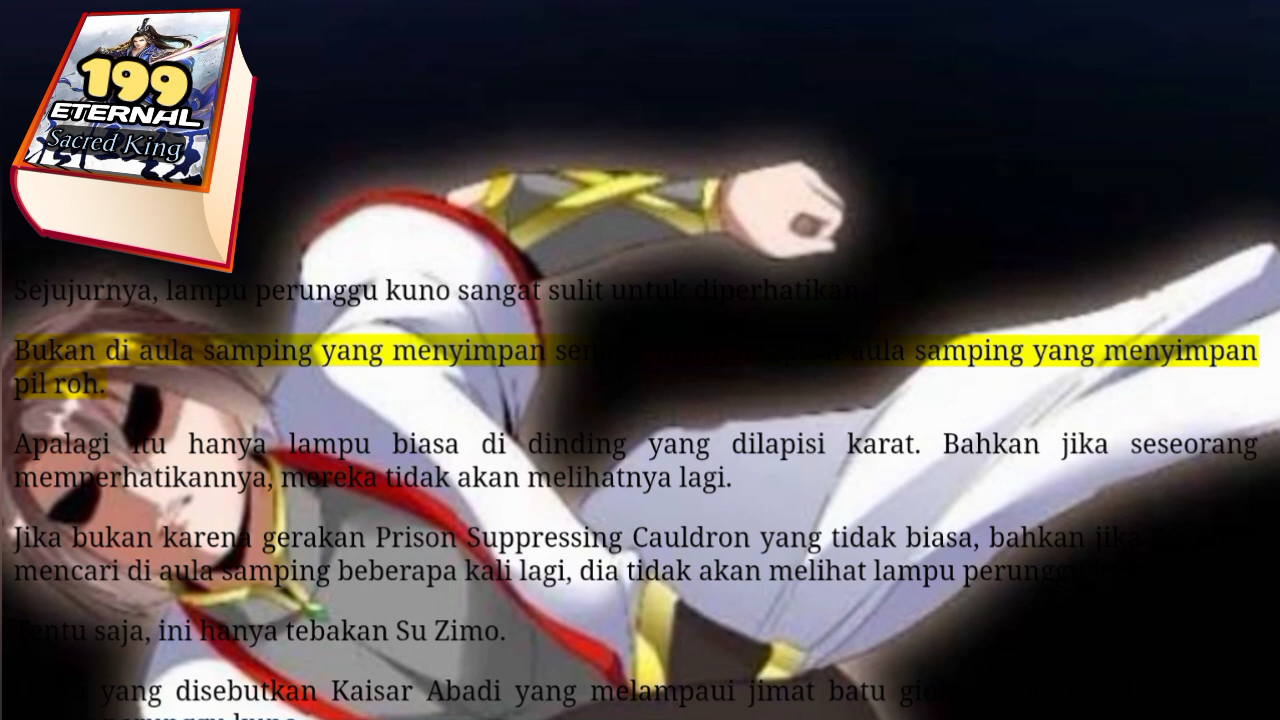 199
ETERNAL
Sacred King
Sejujurnya, lampu perunggu kuno sangat sulit untuk diperhatikan
Bukan di aula samping yang menyimpan aula samping yang menyimpan
pil roh.
Apalagi itu hanya lampu biasa di dinding yang dilapisi karat. Bahkan jika seseorang
memperhatikannya, mereka tidak akan melihatnya lagi.
Jika bukan karena gerakan Prison Suppressing Cauldron yang tidak biasa, bahkan jika
mencari di aula samping beberapa kali lagi, dia tidak akan melihat lampu perunggu
Tentu saja, ini hanya tebakan Su Zimo.
yang disebutkan Kaisar Abadi yang melampaui jimat batu